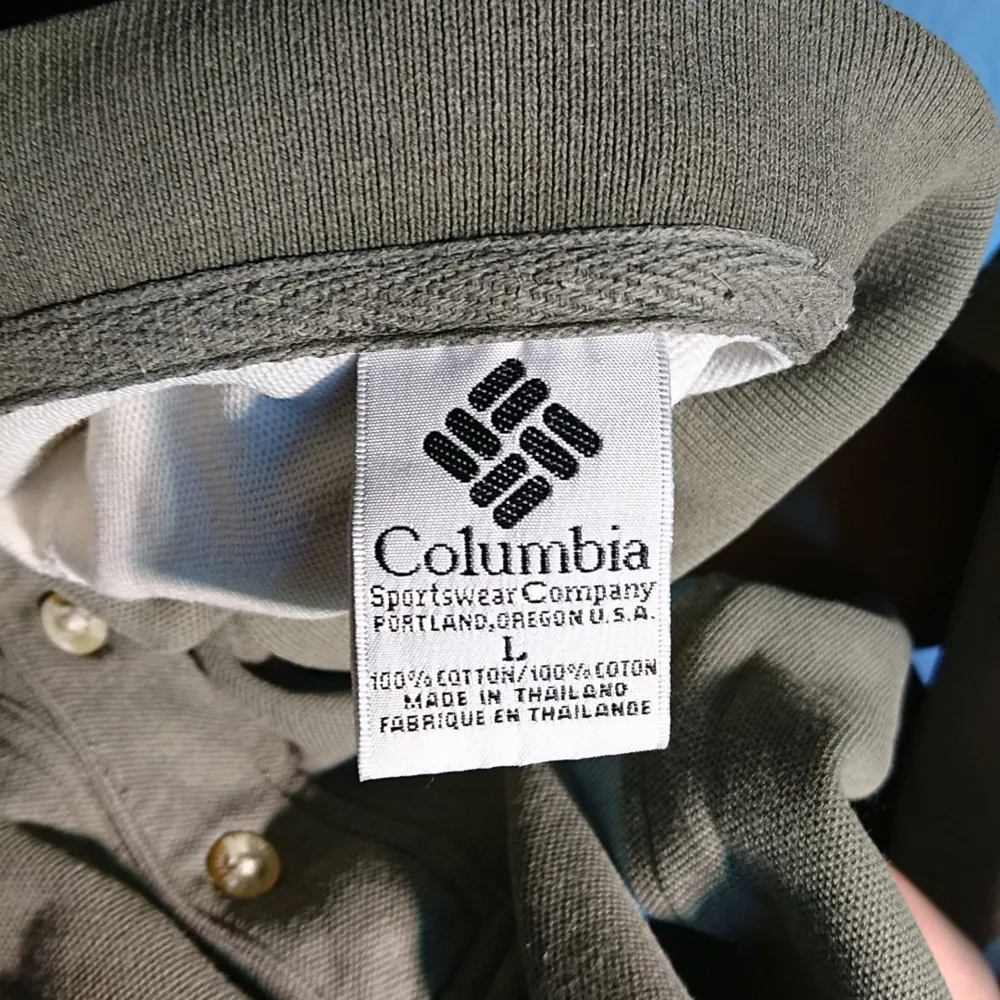 Columbia
Sportswear Company
PORTLAND, OREGON U.S.A.
L
100% COTTON/100% COTON
MADE IN THAILAND
FABRIQUE EN THAILANDE